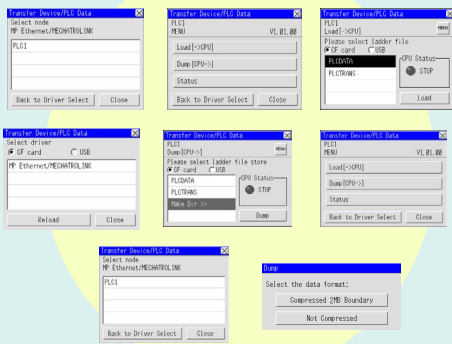 Transfer Device/PLC Data
Select node
MP Ethernet/MECHATROLINK
PLC1
Back to Driver Select
Close
Transfer Device/PLC Data
PLC1
MENU
V1.01.00
Load[->CPU]
Dump[CPU->]
Status
Back to Driver Select
Close
Transfer Device/PLC Data
PLC1
Load[->CPU]
MENU
Please select ladder file
CF card
USB
PLCDATA
PLCTRANS
CPU Status
STOP
Load
Transfer Device/PLC Data
Select driver
CF card
USB
MP Ethernet/MECHATROLINK
Reload
Close
Transfer Device/PLC Data
PLC1
Dump[CPU->]
MENU
Please select ladder file store
CF card
USB
PLCDATA
PLCTRANS
Make Dir >>
CPU Status
STOP
Dump
Transfer Device/PLC Data
PLC1
MENU
V1.01.00
Load[->CPU]
Dump[CPU->]
Status
Back to Driver Select
Close
Transfer Device/PLC Data
Select node
MP Ethernet/MECHATROLINK
PLC1
Back to Driver Select
Close
Dump
Select the data format:
Compressed 2MB Boundary
Not Compressed